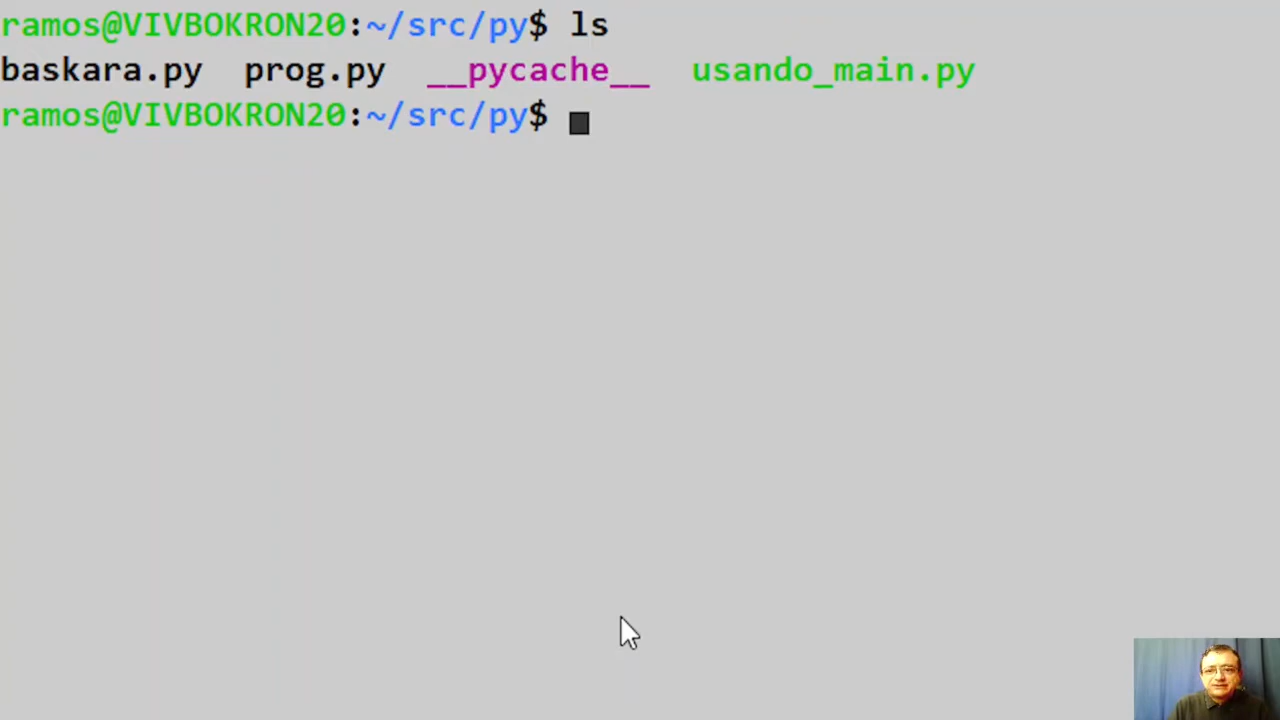 ramos@VIVBOKRON20:~/src/py$ ls
baskara.py  prog.py  __pycache__  usando_main.py
ramos@VIVBOKRON20:~/src/py$